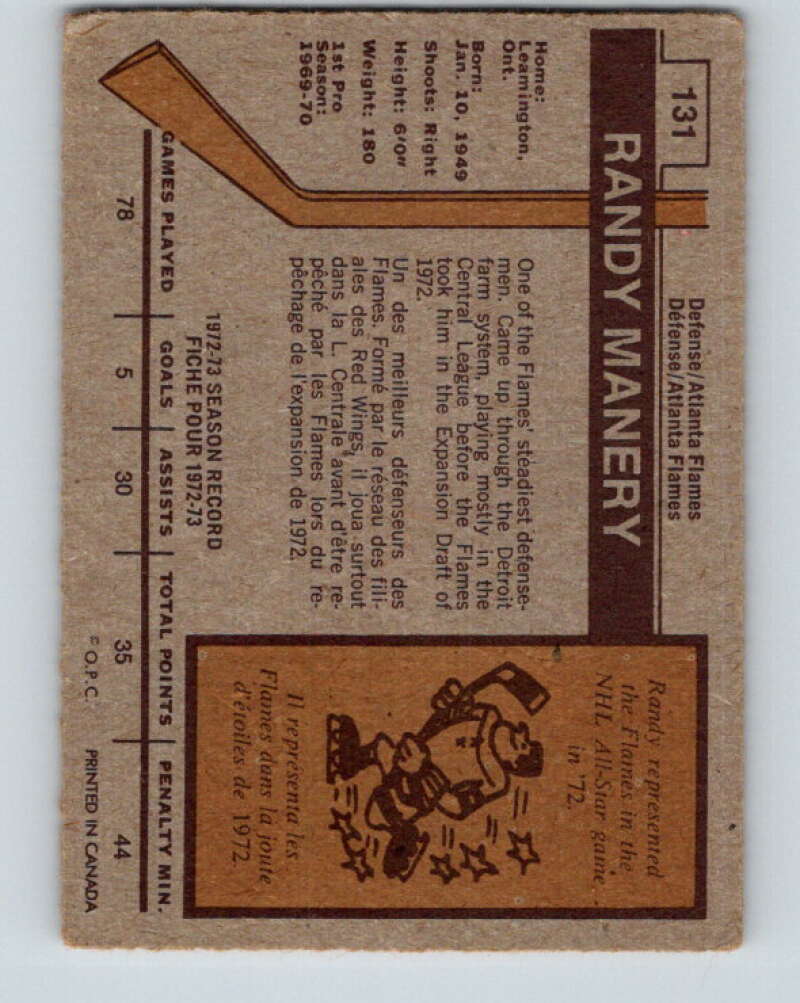 131
Defense/Atlanta Flames
Défense/Atlanta Flames
RANDY MANERY
Home:
Leamington,
Ont.
Born:
Jan. 10, 1949
Shoots: Right
Height: 6'0"
Weight: 180
1st Pro
Season:
1969-70
One of the Flames' steadiest defense-
men. Came up through the Detroit
farm system, playing mostly in the
Central League before the Flames
took him in the Expansion Draft of
1972.
Un des meilleurs défenseurs des
Flames. Formé par le réseau des fili-
ales des Red Wings, il joua surtout
dans la L. Centrale avant d'être re-
pêché par les Flames lors du re-
pêchage de l'expansion de 1972.
Randy represented
the Flames in the
NHL All-Star game
in '72.
Il représenta les
Flames dans la joute
d'étoiles de 1972.
1972-73 SEASON RECORD
FICHE POUR 1972-73
GAMES PLAYED GOALS ASSISTS TOTAL POINTS PENALTY MIN.
78 5 30 35 44
© O.P.C. PRINTED IN CANADA